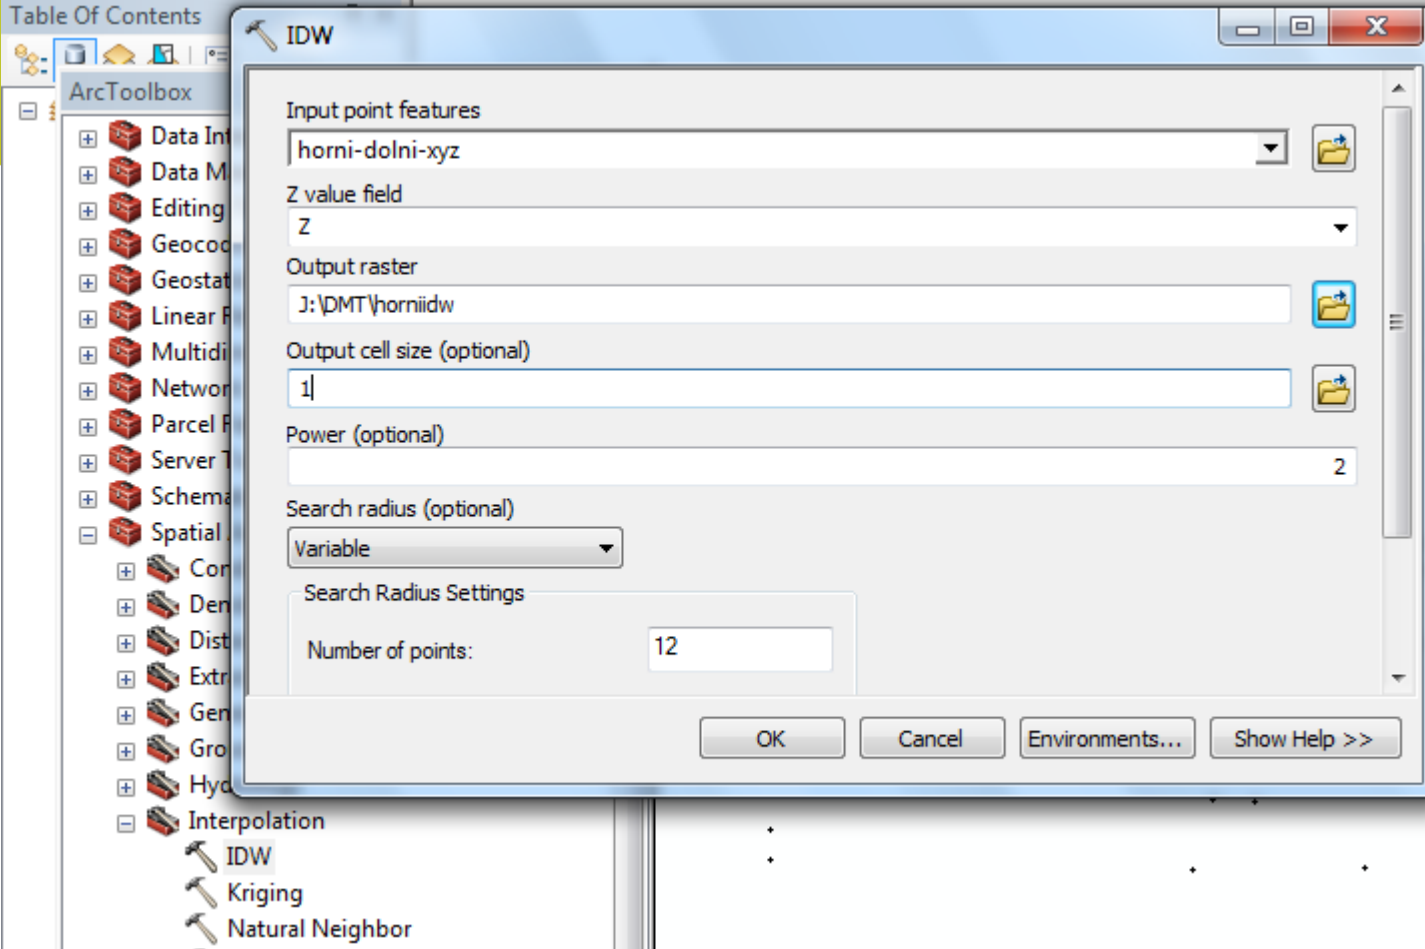 Table Of Contents
ArcToolbox
Data Int
Data M
Editing
Geocod
Geostat
Linear F
Multidi
Networ
Parcel F
Server T
Schema
Spatial
Con
Den
Dist
Extr
Gen
Gro
Hyd
Interpolation
IDW
Kriging
Natural Neighbor
IDW
Input point features
horni-dolni-xyz
Z value field
Z
Output raster
J:\DMT\horniidw
Output cell size (optional)
1
Power (optional)
2
Search radius (optional)
Variable
Search Radius Settings
Number of points:
12
OK
Cancel
Environments...
Show Help >>